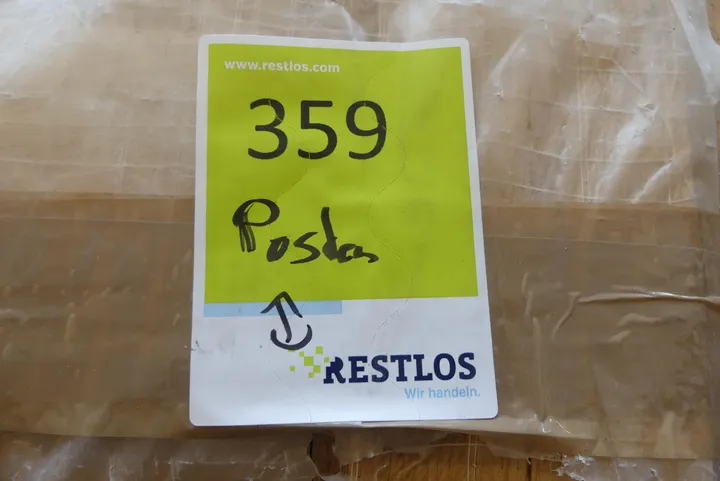 www.restlos.com
359
Posten
RESTLOS
Wir handeln.